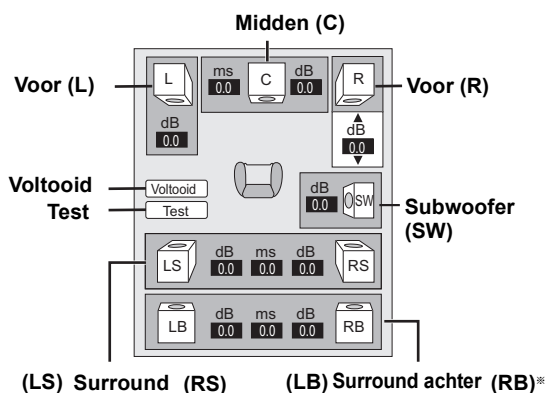 Midden (C)
Voor (L)
L
ms
0.0
C
dB
0.0
R
Voor (R)
dB
0.0
dB
0.0
Voltooid
Voltooid
Test
Test
dB
0.0
SW
Subwoofer
(SW)
LS
dB
0.0
ms
0.0
dB
0.0
RS
LB
dB
0.0
ms
0.0
dB
0.0
RB
(LS) Surround (RS)
(LB) Surround achter (RB)※